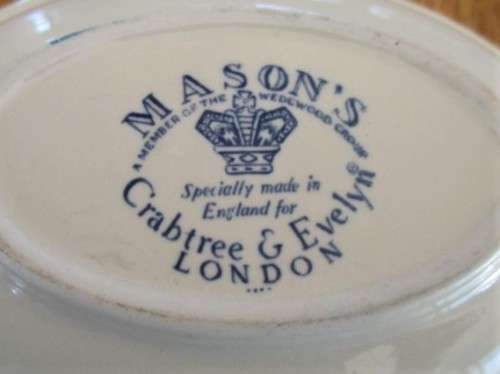 MASON'S
A MEMBER OF THE WEDGWOOD GROUP
Specially made in
England for
Crabtree & Evelyn®
LONDON